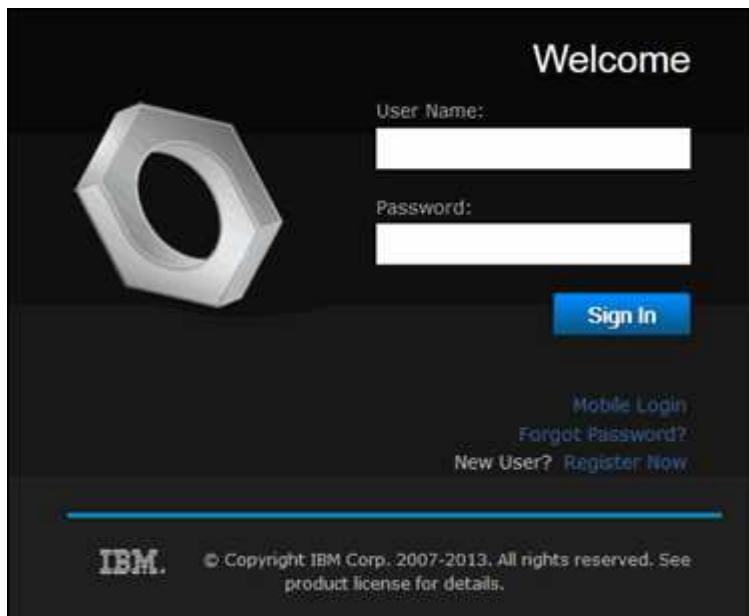 Welcome
User Name:
Password:
Sign In
Mobile Login
Forgot Password?
New User? Register Now
IBM.
© Copyright IBM Corp. 2007-2013. All rights reserved. See
product license for details.